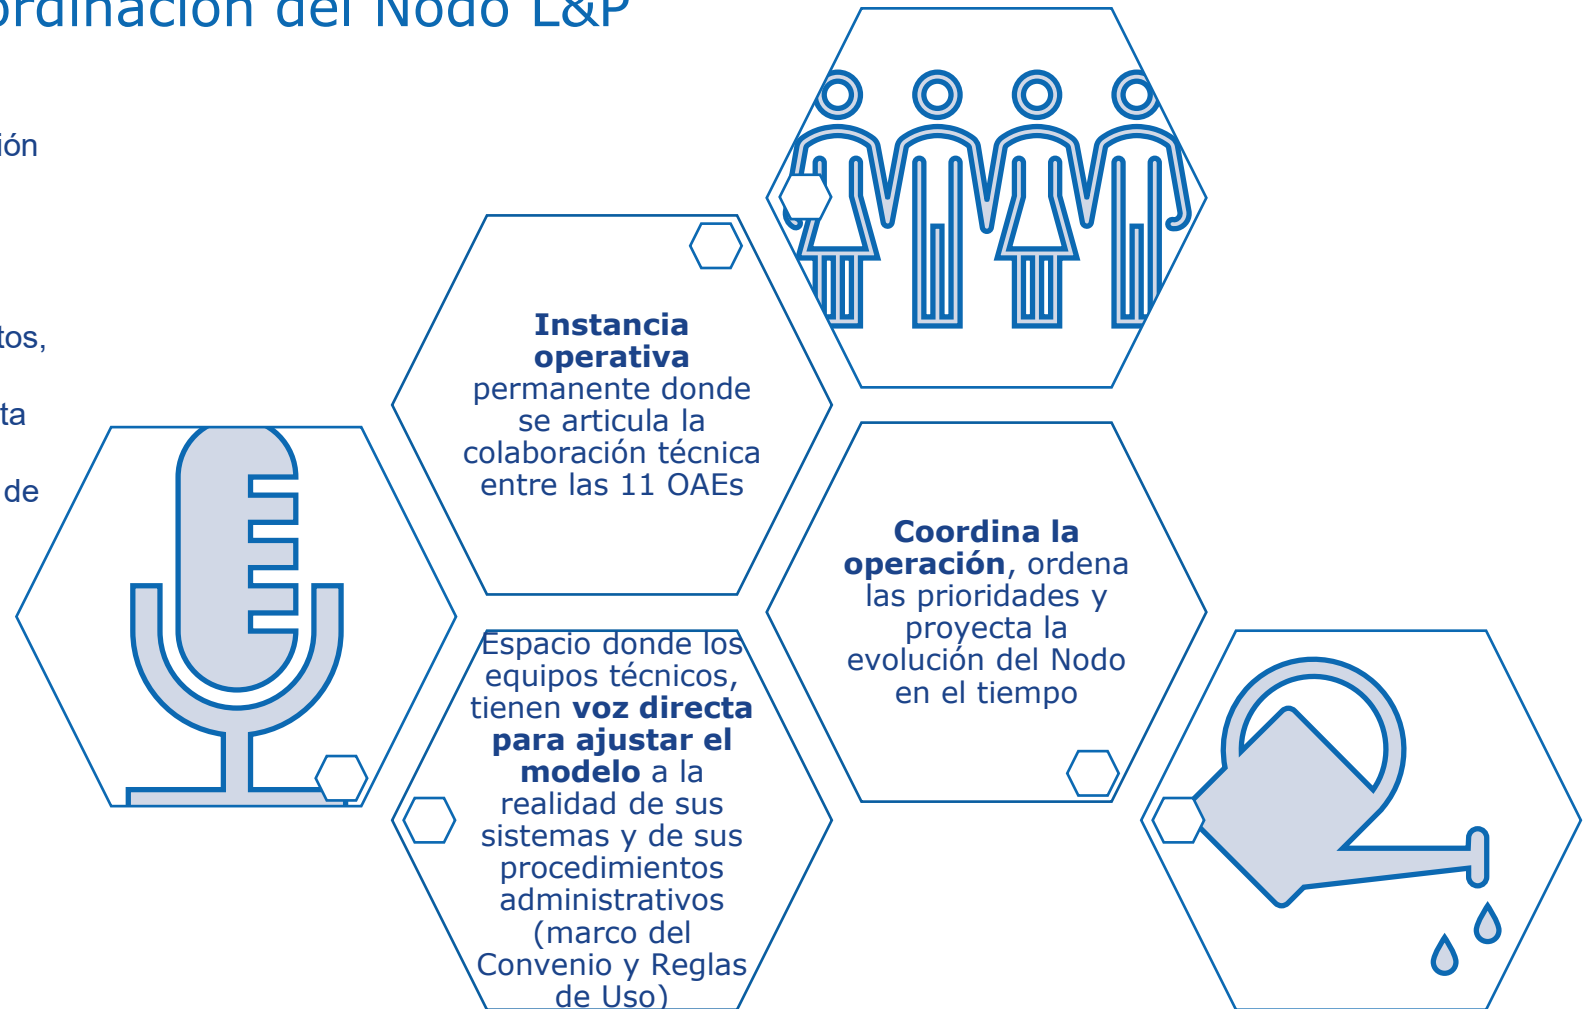 ordinación del Nodo L&P
ión
tos,
ta
de
Instancia
operativa
permanente donde
se articula la
colaboración técnica
entre las 11 OAEs
Coordina la
operación, ordena
las prioridades y
proyecta la
evolución del Nodo
en el tiempo
Espacio donde los
equipos técnicos,
tienen voz directa
para ajustar el
modelo a la
realidad de sus
sistemas y de sus
procedimientos
administrativos
(marco del
Convenio y Reglas
de Uso)